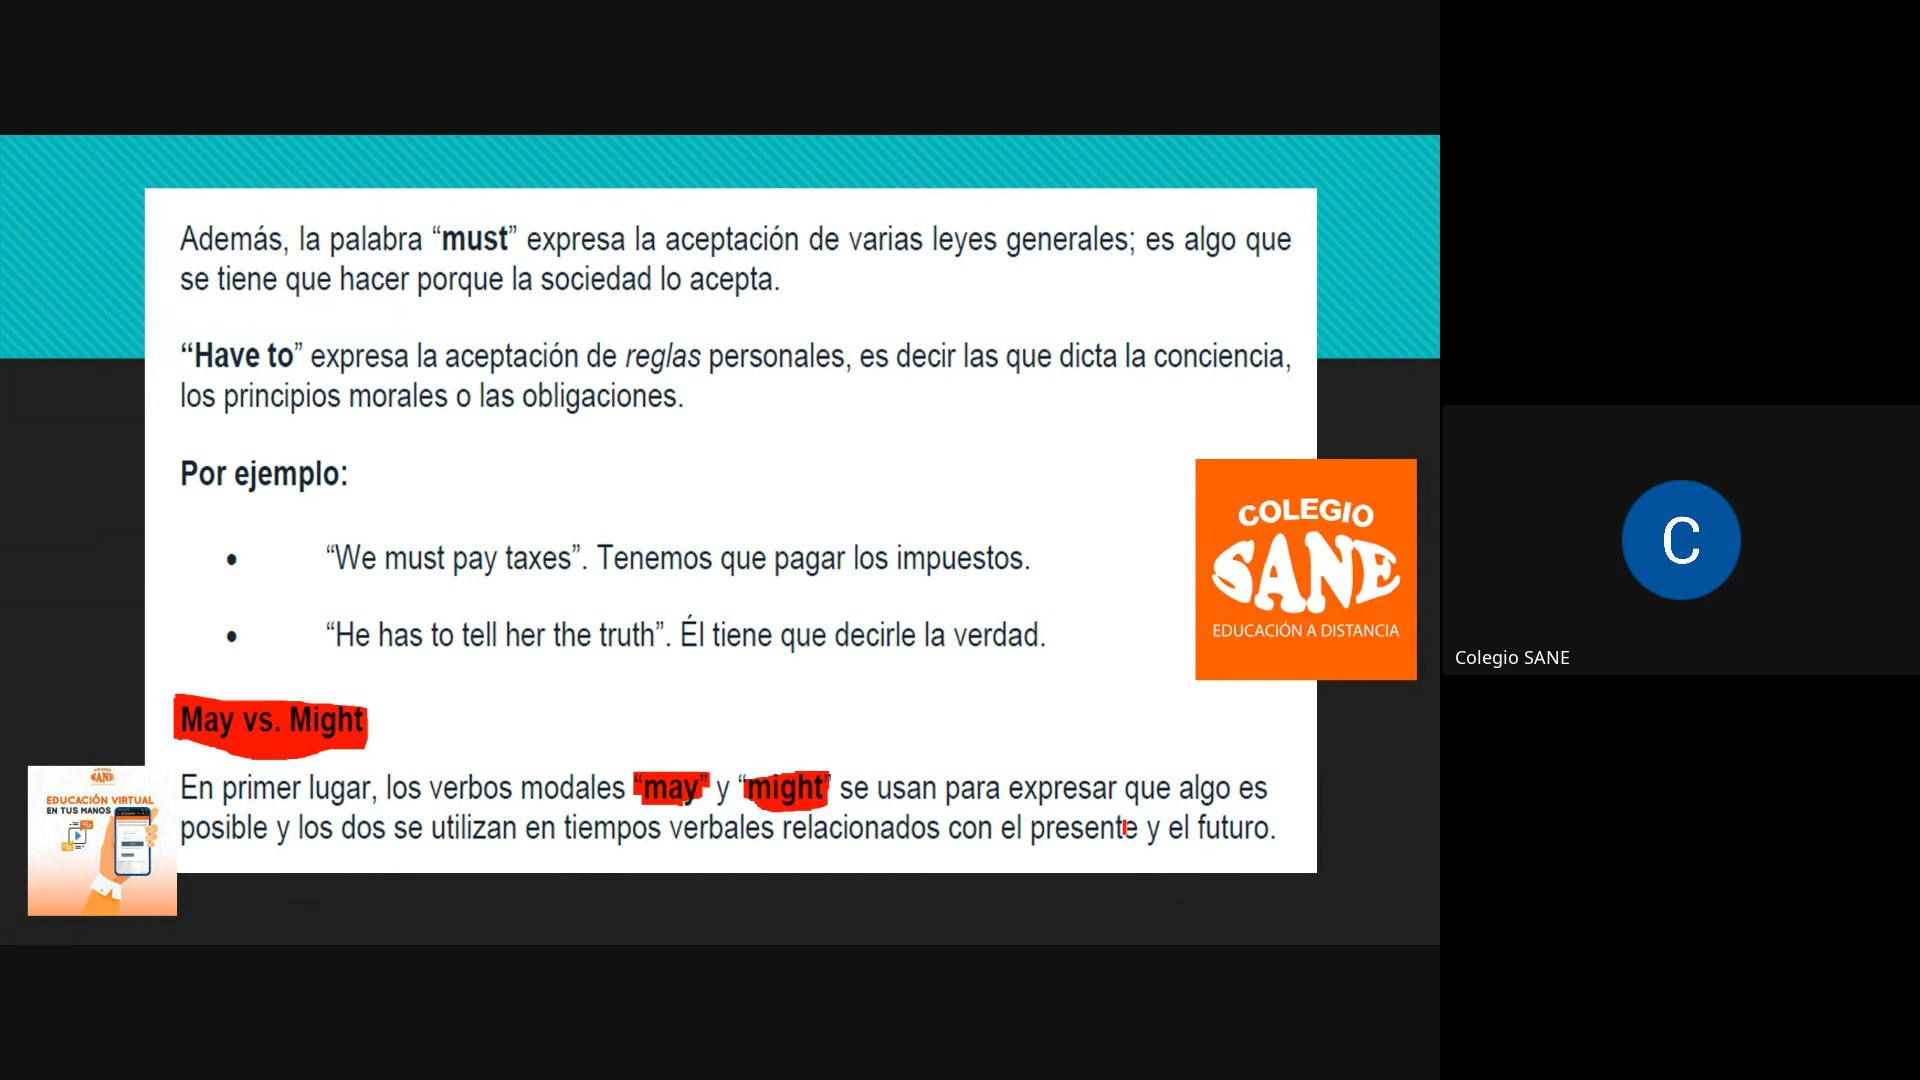 Además, la palabra “must” expresa la aceptación de varias leyes generales; es algo que
se tiene que hacer porque la sociedad lo acepta.
“Have to” expresa la aceptación de reglas personales, es decir las que dicta la conciencia,
los principios morales o las obligaciones.
Por ejemplo:
• “We must pay taxes”. Tenemos que pagar los impuestos.
• “He has to tell her the truth”. Él tiene que decirle la verdad.
May vs. Might
En primer lugar, los verbos modales “may” y “might” se usan para expresar que algo es
posible y los dos se utilizan en tiempos verbales relacionados con el presente y el futuro.
COLEGIO
SANE
EDUCACIÓN A DISTANCIA
SANE
EDUCACIÓN VIRTUAL
EN TUS MANOS
C
Colegio SANE